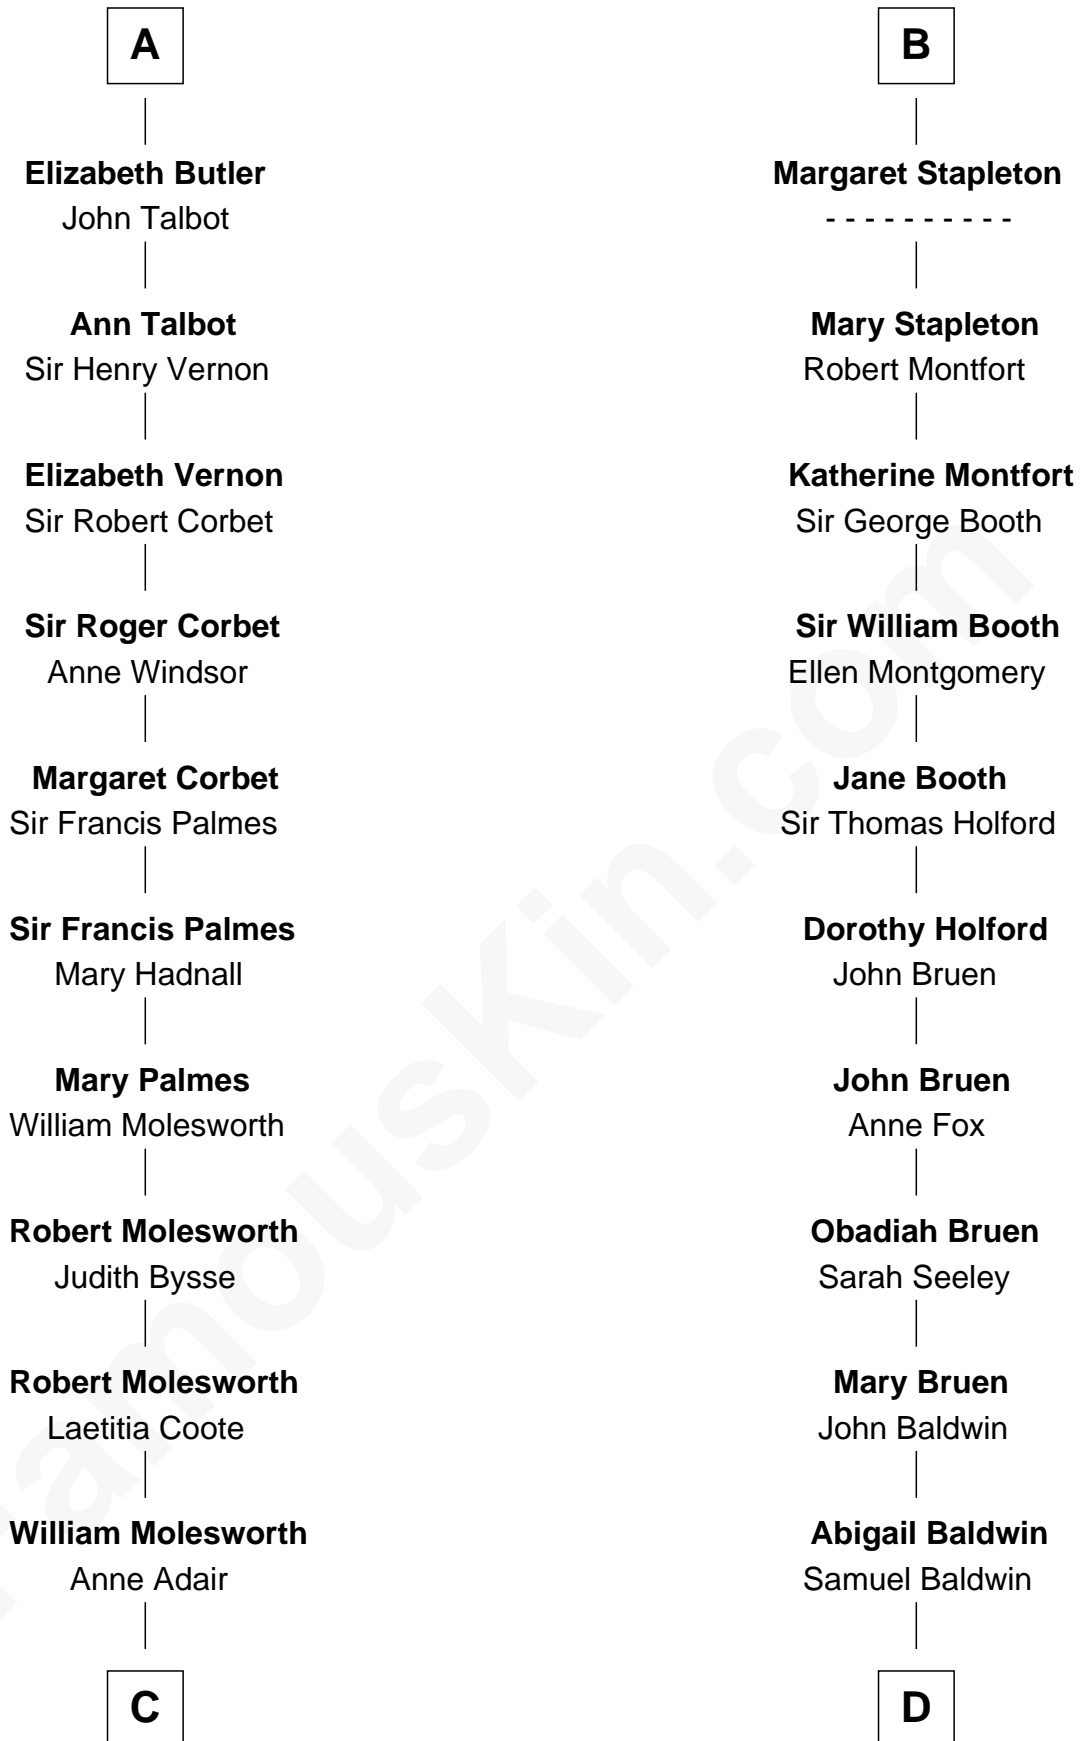 A
Elizabeth Butler
John Talbot
Ann Talbot
Sir Henry Vernon
Elizabeth Vernon
Sir Robert Corbet
Sir Roger Corbet
Anne Windsor
Margaret Corbet
Sir Francis Palmes
Sir Francis Palmes
Mary Hadnall
Mary Palmes
William Molesworth
Robert Molesworth
Judith Bysse
Robert Molesworth
Laetitia Coote
William Molesworth
Anne Adair
C
B
Margaret Stapleton
- - - - - - - - - -
Mary Stapleton
Robert Montfort
Katherine Montfort
Sir George Booth
Sir William Booth
Ellen Montgomery
Jane Booth
Sir Thomas Holford
Dorothy Holford
John Bruen
John Bruen
Anne Fox
Obadiah Bruen
Sarah Seeley
Mary Bruen
John Baldwin
Abigail Baldwin
Samuel Baldwin
D
FamousKin.com